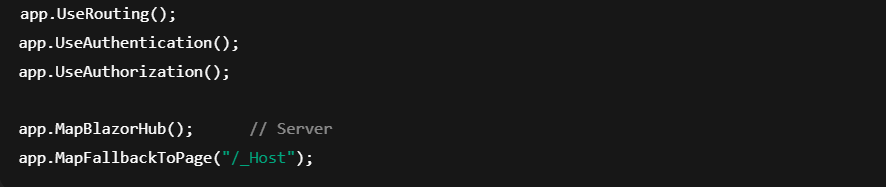 app.UseRouting();
app.UseAuthentication();
app.UseAuthorization();
app.MapBlazorHub();      // Server
app.MapFallbackToPage("/_Host");